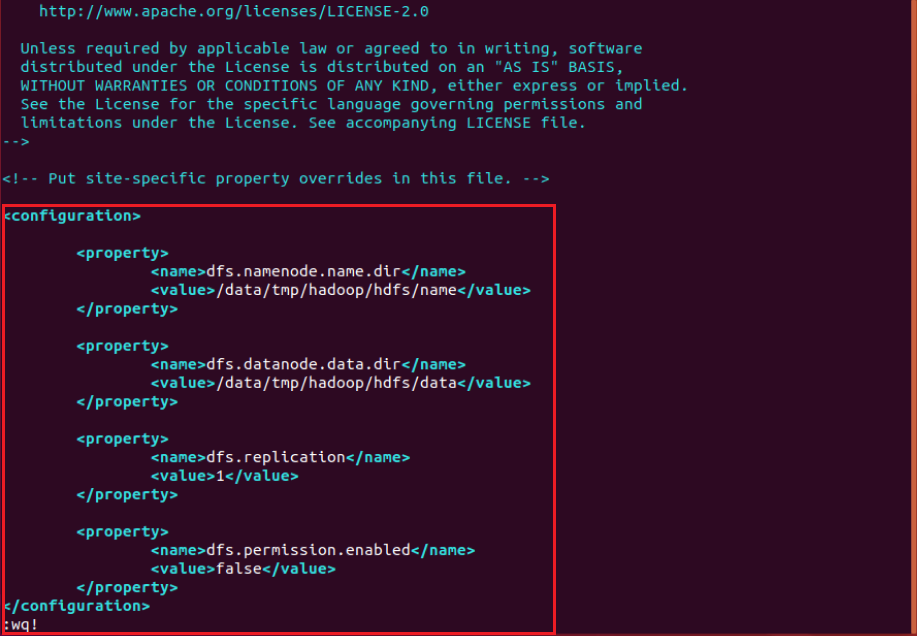 http://www.apache.org/licenses/LICENSE-2.0
Unless required by applicable law or agreed to in writing, software
distributed under the License is distributed on an "AS IS" BASIS,
WITHOUT WARRANTIES OR CONDITIONS OF ANY KIND, either express or implied.
See the License for the specific language governing permissions and
limitations under the License. See accompanying LICENSE file.
-->
<!-- Put site-specific property overrides in this file. -->
<configuration>
<property>
<name>dfs.namenode.name.dir</name>
<value>/data/tmp/hadoop/hdfs/name</value>
</property>
<property>
<name>dfs.datanode.data.dir</name>
<value>/data/tmp/hadoop/hdfs/data</value>
</property>
<property>
<name>dfs.replication</name>
<value>1</value>
</property>
<property>
<name>dfs.permission.enabled</name>
<value>false</value>
</property>
</configuration>
:wq!